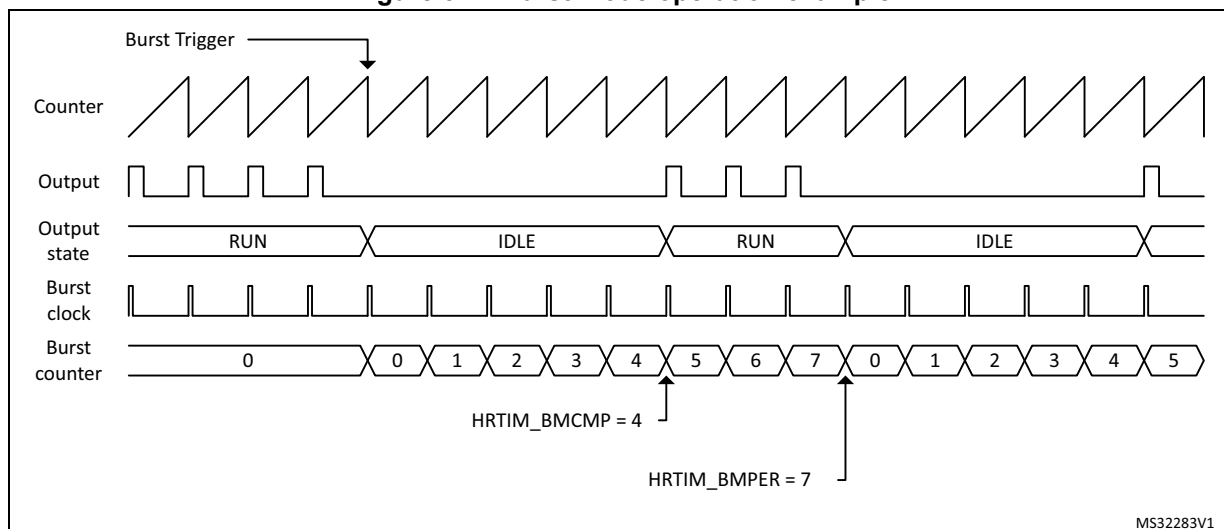 Burst Trigger
Counter
Output
Output
state
RUN IDLE RUN IDLE
Burst
clock
Burst
counter
0 0 1 2 3 4 5 6 7 0 1 2 3 4 5
HRTIM_BMCMP = 4
HRTIM_BMPER = 7
MS32283V1